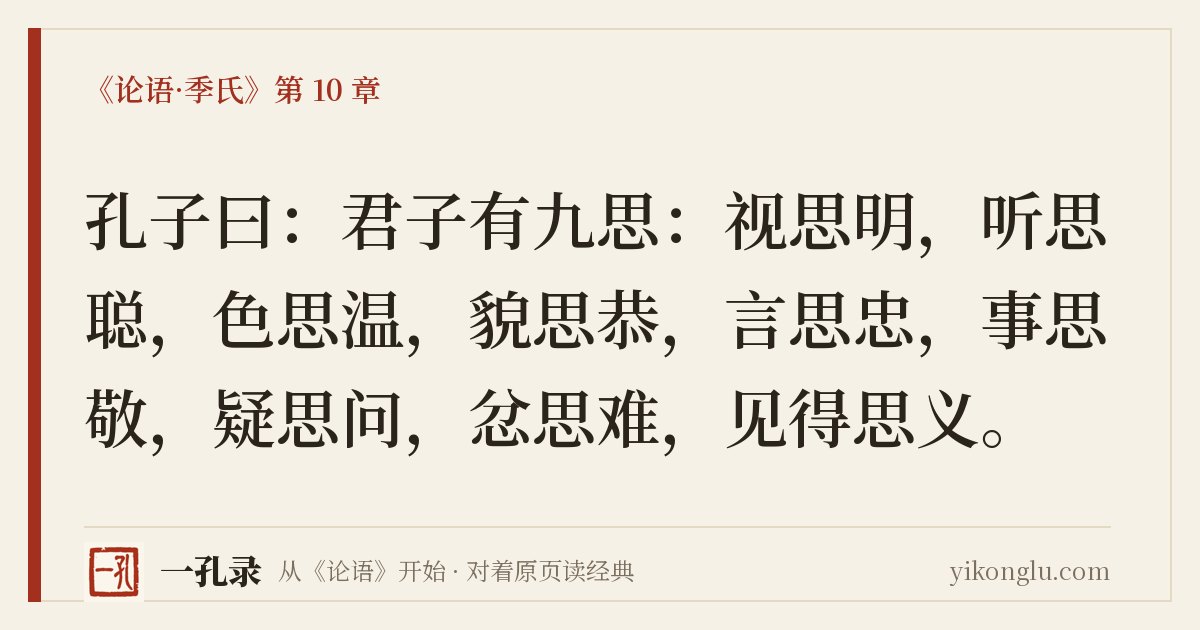 《论语·季氏》第 10 章
孔子曰：君子有九思：视思明，听思
聪，色思温，貌思恭，言思忠，事思
敬，疑思问，忿思难，见得思义。
一孔
一孔录 从《论语》开始 · 对着原页读经典 yikonglu.com